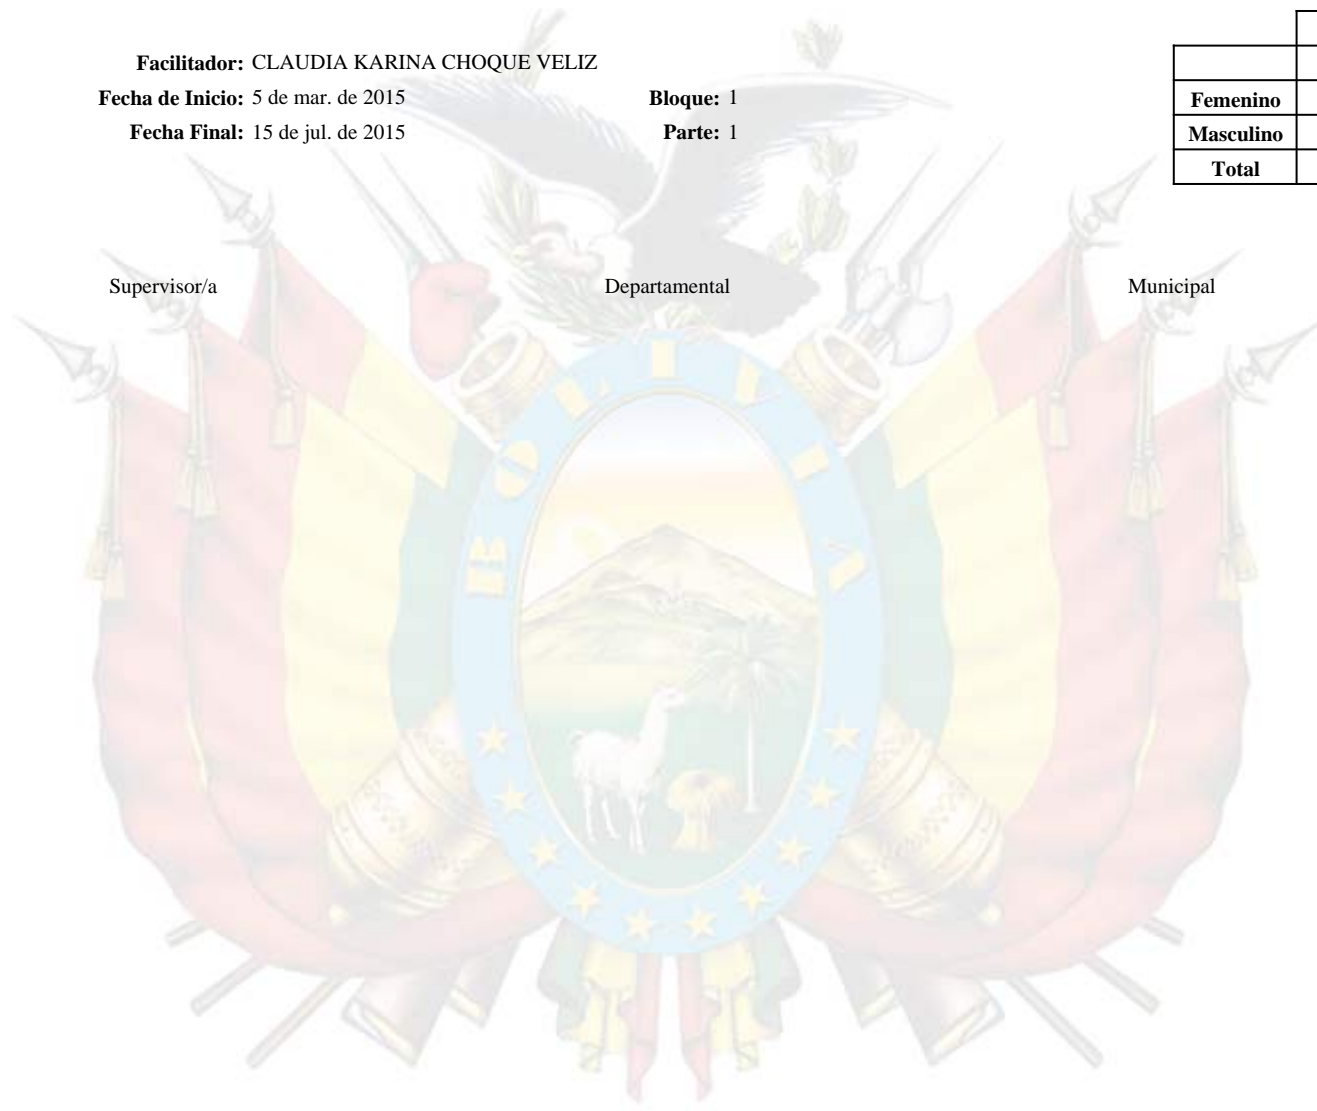 Facilitador: CLAUDIA KARINA CHOQUE VELIZ
Fecha de Inicio: 5 de mar. de 2015 Bloque: 1
Fecha Final: 15 de jul. de 2015 Parte: 1
Femenino
Masculino
Total
Supervisor/a Departamental Municipal
BOLIVIA